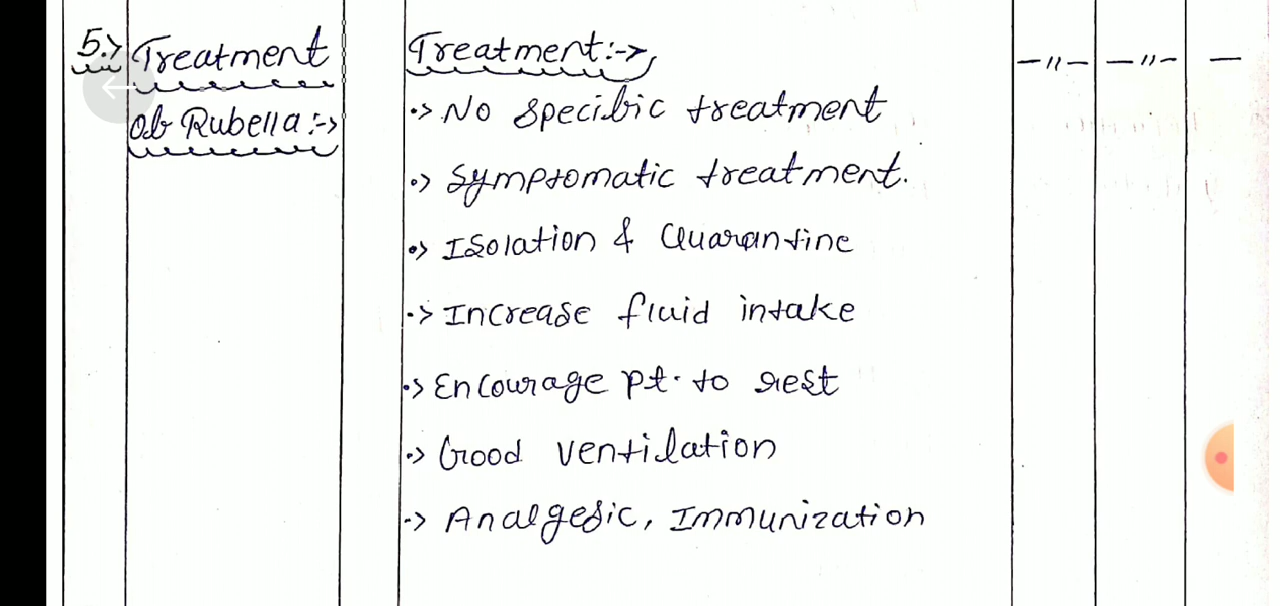 5.> Treatment
of Rubella :->
Treatment:->
.> No specific treatment
.> Symptomatic treatment.
.> Isolation & Quarantine
.> Increase fluid intake
.> Encourage pt. to rest
.> Good ventilation
.> Analgesic, Immunization
—〃— —〃— —